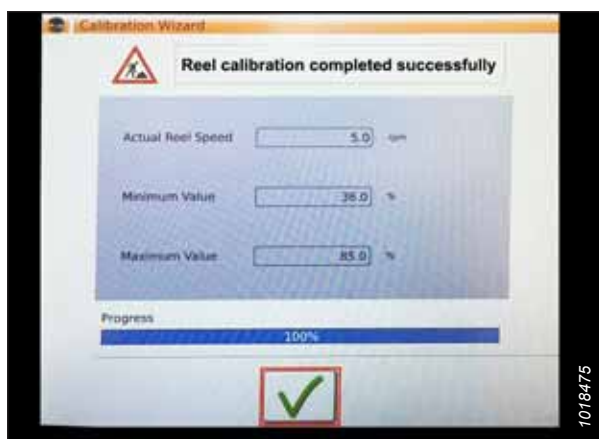 Calibration Wizard
Reel calibration completed successfully
Actual Reel Speed 5.0 rpm
Minimum Value 36.0 %
Maximum Value 85.0 %
Progress
100%
1018475